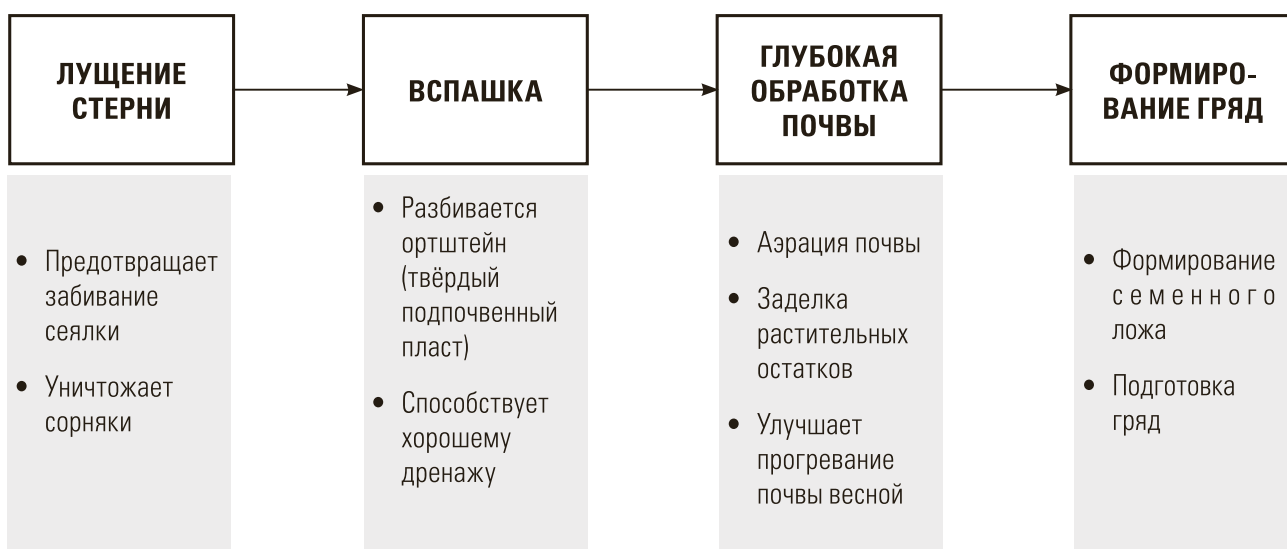 ЛУЩЕНИЕ
СТЕРНИ
ВСПАШКА
ГЛУБОКАЯ
ОБРАБОТКА
ПОЧВЫ
ФОРМИРО-
ВАНИЕ ГРЯД
• Предотвращает
забивание
сеялки
• Уничтожает
сорняки
• Разбивается
ортштейн
(твёрдый
подпочвенный
пласт)
• Способствует
хорошему
дренажу
• Аэрация почвы
• Заделка
растительных
остатков
• Улучшает
прогревание
почвы весной
• Формирование
семенного
ложа
• Подготовка
гряд